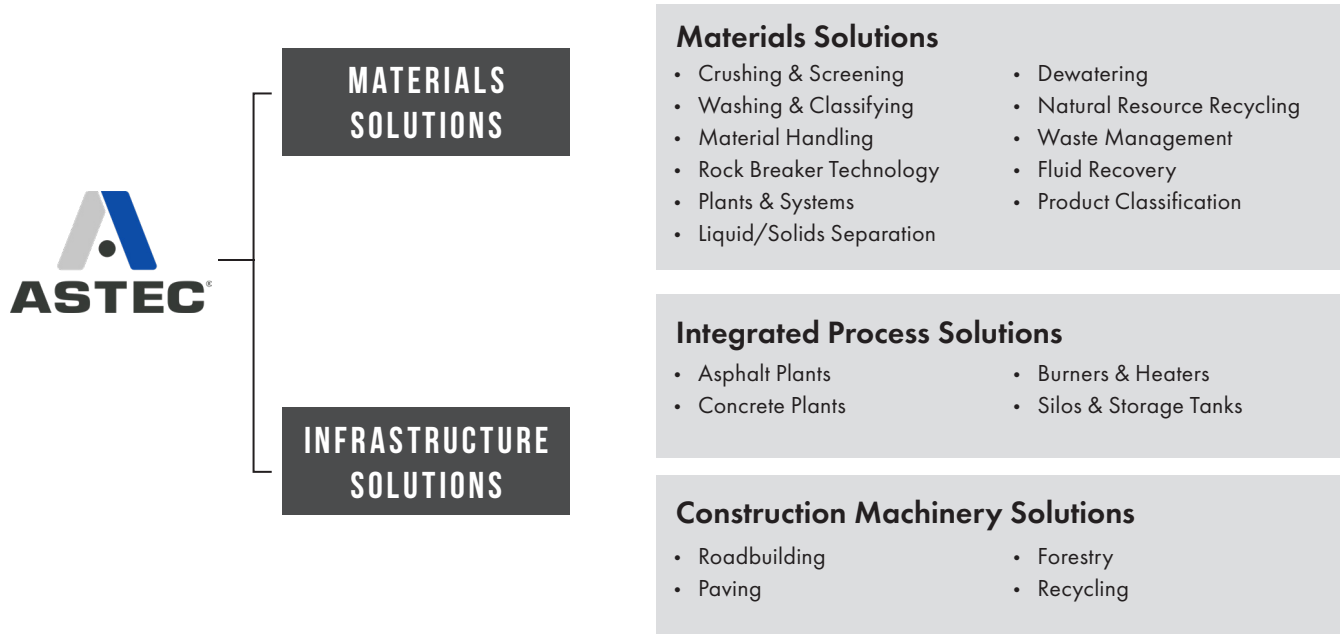 ASTEC®
MATERIALS
SOLUTIONS
INFRASTRUCTURE
SOLUTIONS
Materials Solutions
• Crushing & Screening
• Washing & Classifying
• Material Handling
• Rock Breaker Technology
• Plants & Systems
• Liquid/Solids Separation
• Dewatering
• Natural Resource Recycling
• Waste Management
• Fluid Recovery
• Product Classification
Integrated Process Solutions
• Asphalt Plants
• Concrete Plants
• Burners & Heaters
• Silos & Storage Tanks
Construction Machinery Solutions
• Roadbuilding
• Paving
• Forestry
• Recycling